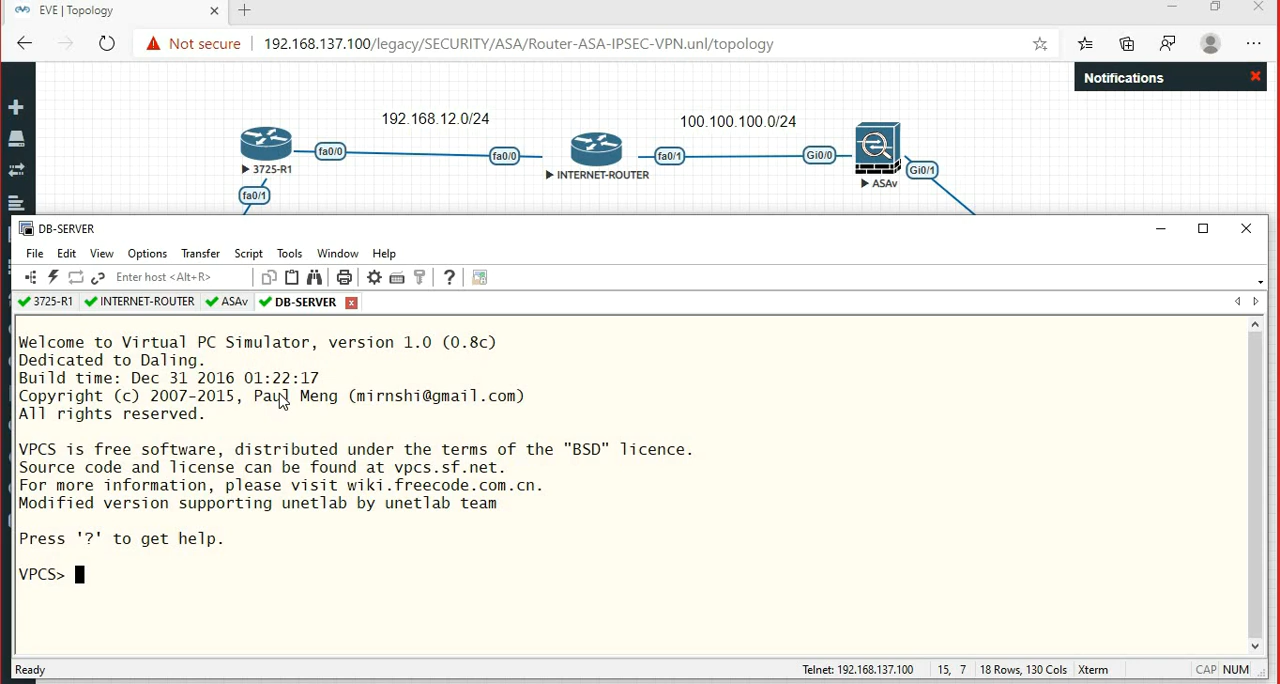 EVE | Topology
Not secure
192.168.137.100/legacy/SECURITY/ASA/Router-ASA-IPSEC-VPN.unl/topology
Notifications
192.168.12.0/24
100.100.100.0/24
fa0/0
fa0/0
fa0/1
Gi0/0
Gi0/1
3725-R1
INTERNET-ROUTER
ASAv
fa0/1
DB-SERVER
File Edit View Options Transfer Script Tools Window Help
Enter host <Alt+R>
3725-R1 INTERNET-ROUTER ASAv DB-SERVER
Welcome to Virtual PC Simulator, version 1.0 (0.8c)
Dedicated to Daling.
Build time: Dec 31 2016 01:22:17
Copyright (c) 2007-2015, Paul Meng (mirnshi@gmail.com)
All rights reserved.
VPCS is free software, distributed under the terms of the "BSD" licence.
Source code and license can be found at vpcs.sf.net.
For more information, please visit wiki.freecode.com.cn.
Modified version supporting unetlab by unetlab team
Press '?' to get help.
VPCS>
Ready
Telnet: 192.168.137.100 15, 7 18 Rows, 130 Cols Xterm CAP NUM